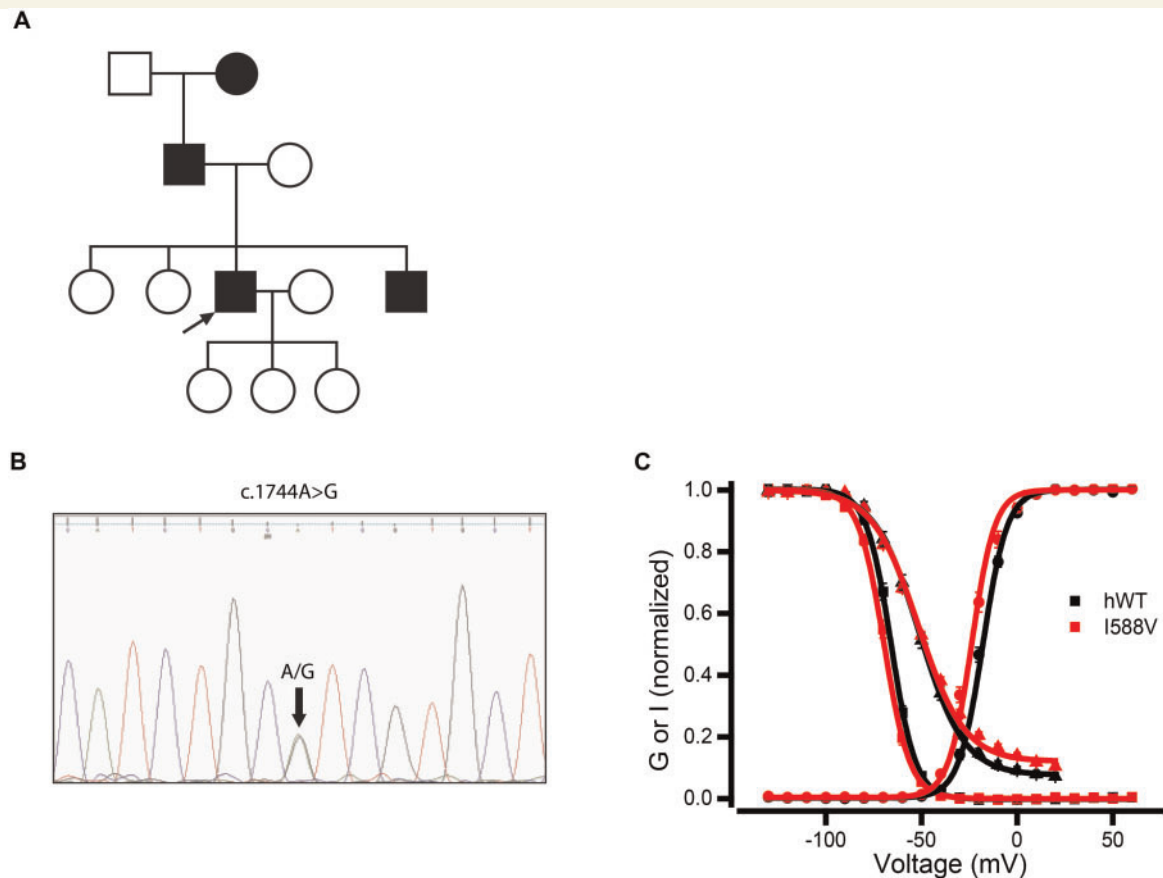 A
B
c.1744A>G
A/G
C
1.0
0.8
0.6
0.4
0.2
0.0
G or I (normalized)
hWT
I588V
-100 -50 0 50
Voltage (mV)